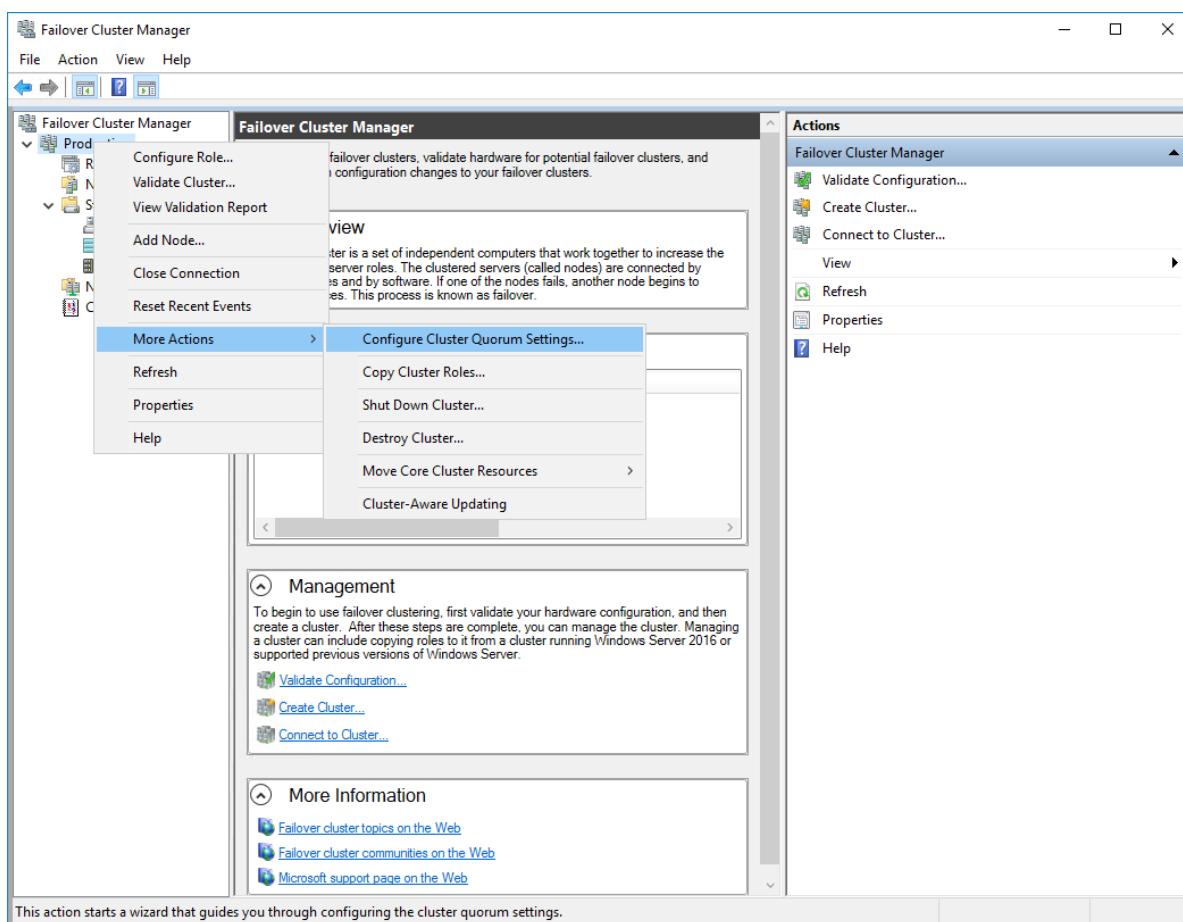 Failover Cluster Manager
File Action View Help
Failover Cluster Manager
Prod
R
N
S
N
C
Configure Role...
Validate Cluster...
View Validation Report
Add Node...
Close Connection
Reset Recent Events
More Actions
Refresh
Properties
Help
Configure Cluster Quorum Settings...
Copy Cluster Roles...
Shut Down Cluster...
Destroy Cluster...
Move Core Cluster Resources
Cluster-Aware Updating
Failover Cluster Manager
failover clusters, validate hardware for potential failover clusters, and
configuration changes to your failover clusters.
view
ter is a set of independent computers that work together to increase the
server roles. The clustered servers (called nodes) are connected by
es and by software. If one of the nodes fails, another node begins to
es. This process is known as failover.
Management
To begin to use failover clustering, first validate your hardware configuration, and then
create a cluster. After these steps are complete, you can manage the cluster. Managing
a cluster can include copying roles to it from a cluster running Windows Server 2016 or
supported previous versions of Windows Server.
Validate Configuration...
Create Cluster...
Connect to Cluster...
More Information
Failover cluster topics on the Web
Failover cluster communities on the Web
Microsoft support page on the Web
Actions
Failover Cluster Manager
Validate Configuration...
Create Cluster...
Connect to Cluster...
View
Refresh
Properties
Help
This action starts a wizard that guides you through configuring the cluster quorum settings.